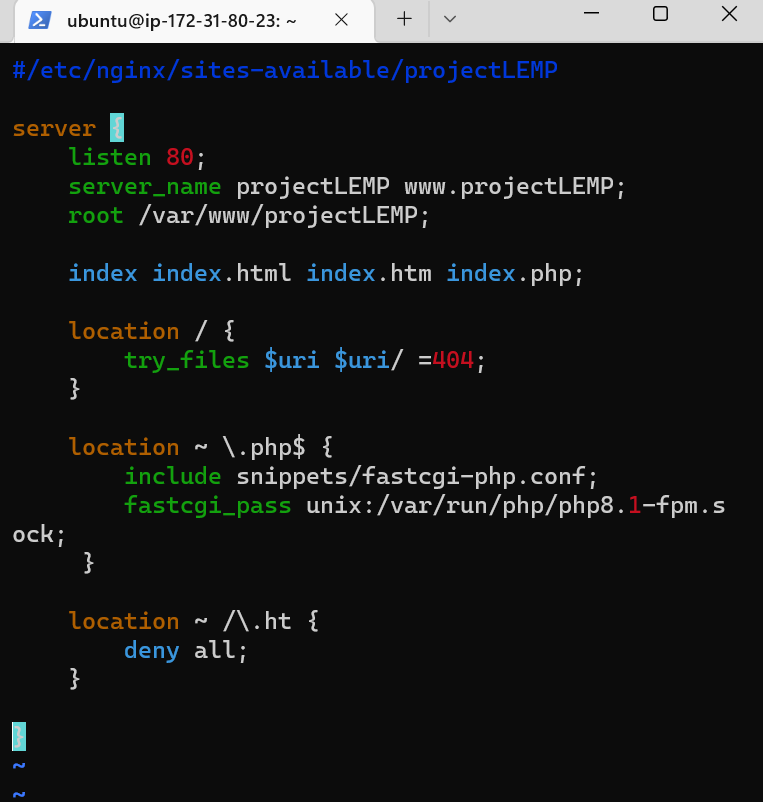 ubuntu@ip-172-31-80-23: ~
#/etc/nginx/sites-available/projectLEMP
server {
    listen 80;
    server_name projectLEMP www.projectLEMP;
    root /var/www/projectLEMP;
    index index.html index.htm index.php;
    location / {
        try_files $uri $uri/ =404;
    }
    location ~ \.php$ {
        include snippets/fastcgi-php.conf;
        fastcgi_pass unix:/var/run/php/php8.1-fpm.s
ock;
     }
    location ~ /\.ht {
        deny all;
    }
}
~
~